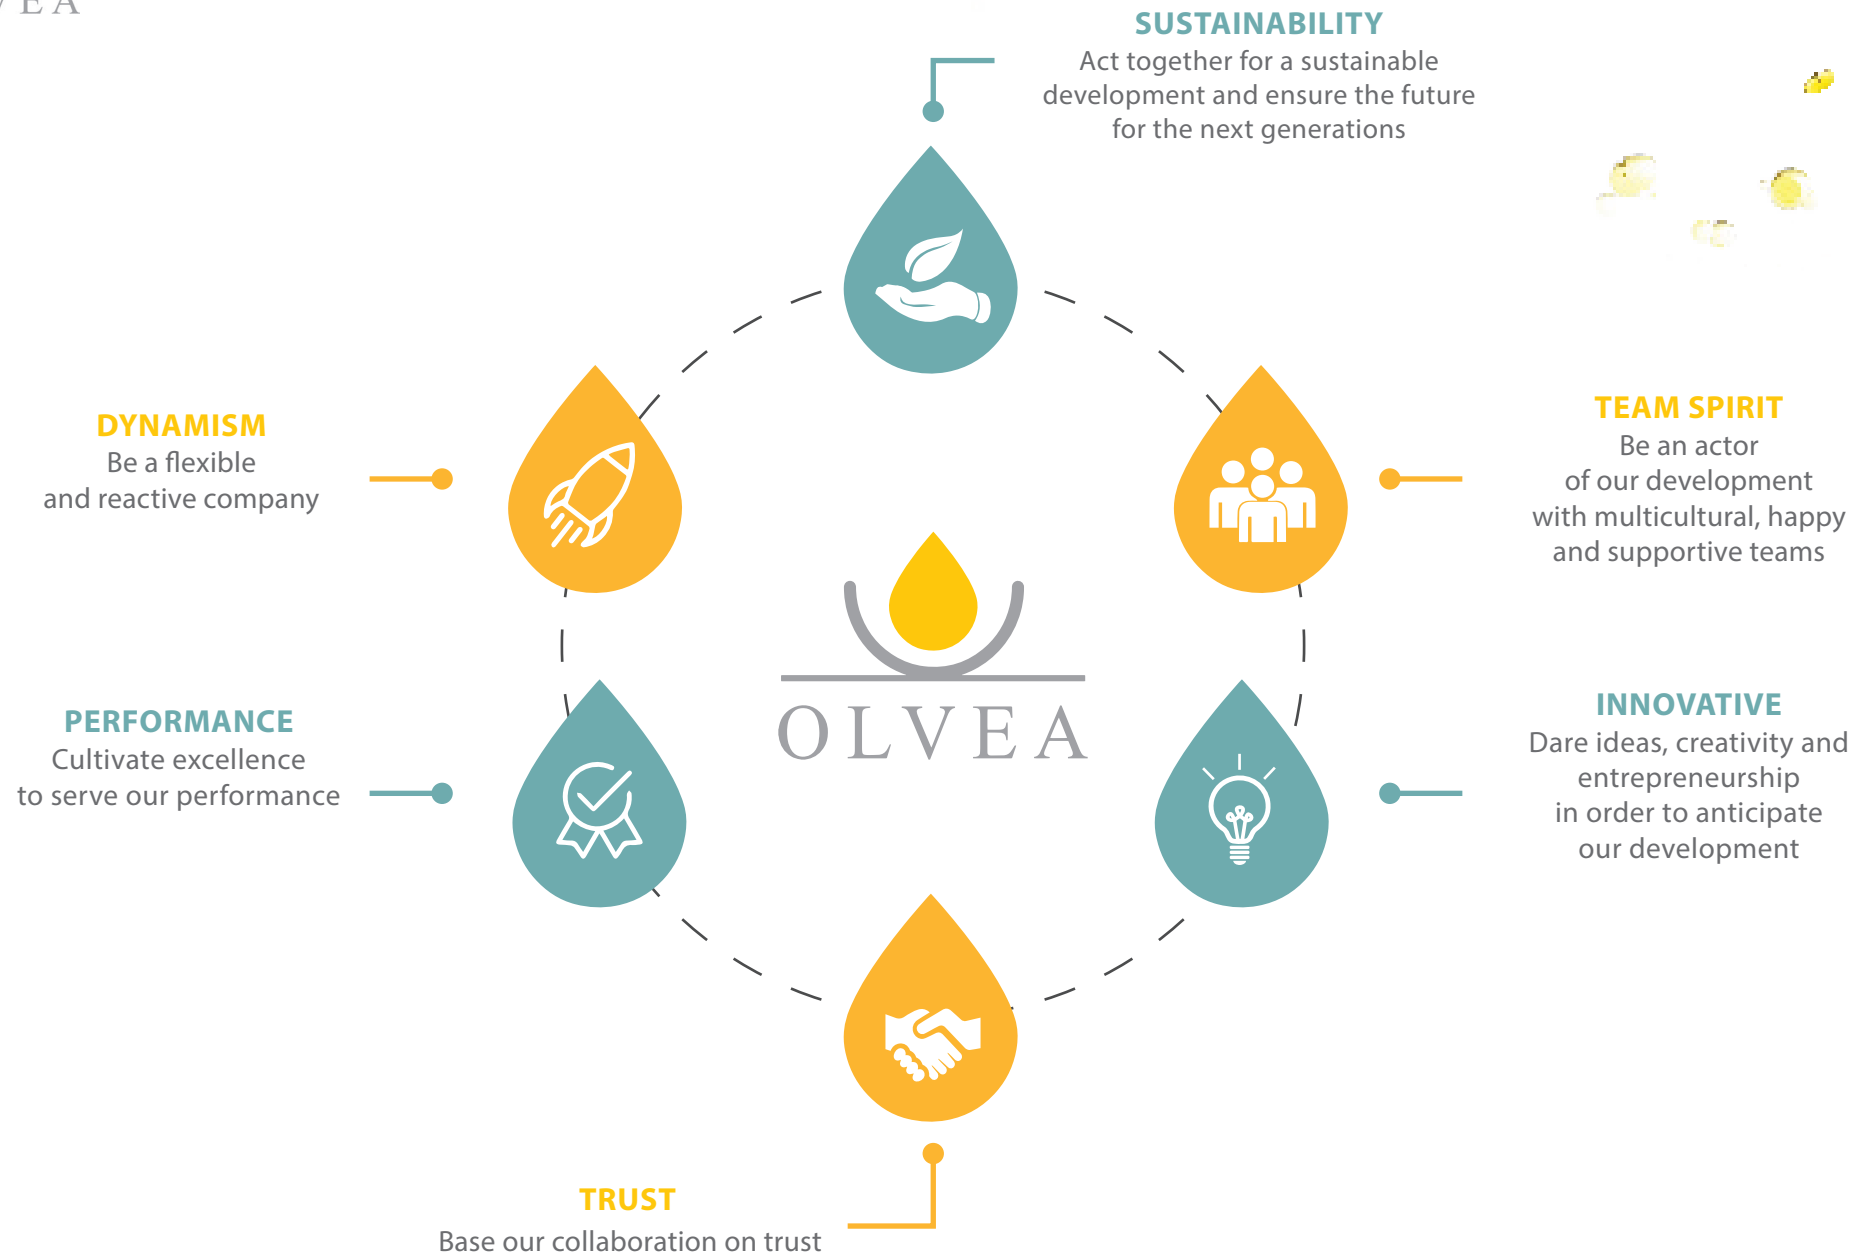 VEA
SUSTAINABILITY
Act together for a sustainable
development and ensure the future
for the next generations
DYNAMISM
Be a flexible
and reactive company
TEAM SPIRIT
Be an actor
of our development
with multicultural, happy
and supportive teams
OLVEA
PERFORMANCE
Cultivate excellence
to serve our performance
INNOVATIVE
Dare ideas, creativity and
entrepreneurship
in order to anticipate
our development
TRUST
Base our collaboration on trust